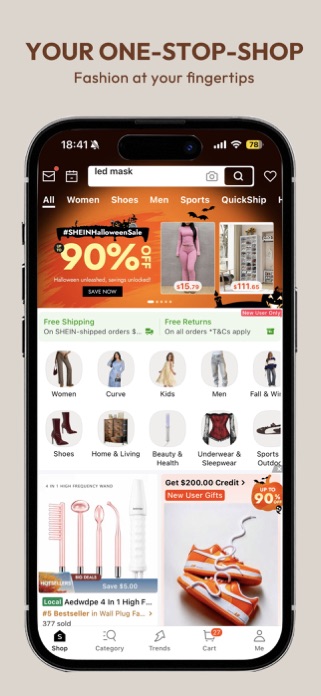 YOUR ONE-STOP-SHOP
Fashion at your fingertips
18:41
78
led mask
All Women Shoes Men Sports QuickShip H
#SHEINHalloweenSale
UP TO 90% OFF
Halloween unleashed, savings unlocked!
SAVE NOW
$15.79
$111.65
New User Only
Free Shipping
On SHEIN-shipped orders $...
Free Returns
On all orders *T&Cs apply
Women
Curve
Kids
Men
Fall & Win
Shoes
Home & Living
Beauty & Health
Underwear & Sleepwear
Sports Outdoo
4 IN 1 HIGH FREQUENCY WAND
BIG DEALS
Save $5.00
Local Aedwdpe 4 In 1 High F...
#5 Bestseller in Wall Plug Fa... >
377 sold
Get $200.00 Credit >
New User Gifts
UP TO
90% OFF
Shop
Category
Trends
27
Cart
Me